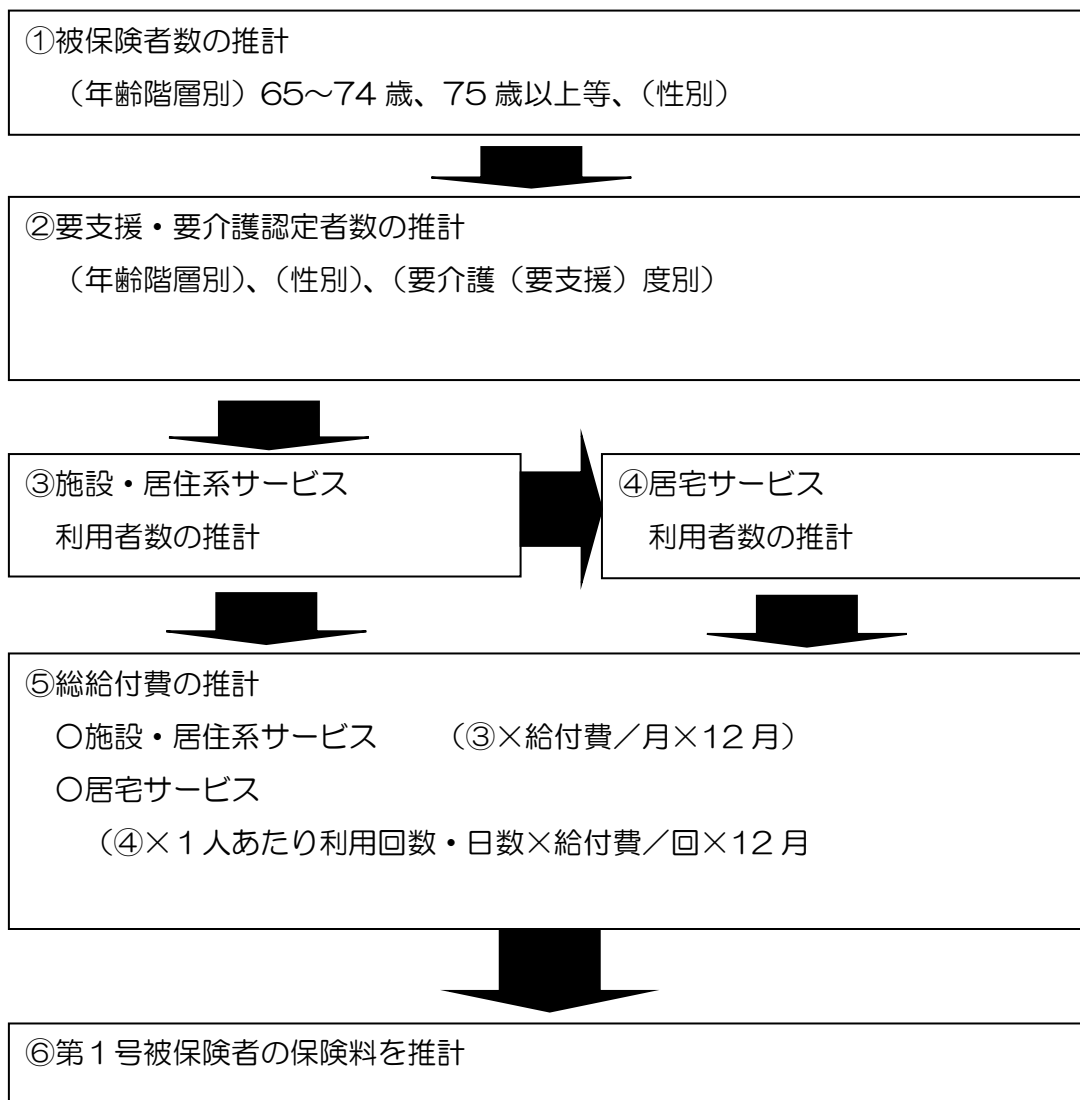 ①被保険者数の推計
（年齢階層別）65～74 歳、75 歳以上等、（性別）
②要支援・要介護認定者数の推計
（年齢階層別）、（性別）、（要介護（要支援）度別）
③施設・居住系サービス
利用者数の推計
④居宅サービス
利用者数の推計
⑤総給付費の推計
〇施設・居住系サービス　　（③×給付費／月×12 月）
〇居宅サービス
（④×１人あたり利用回数・日数×給付費／回×12 月
⑥第１号被保険者の保険料を推計